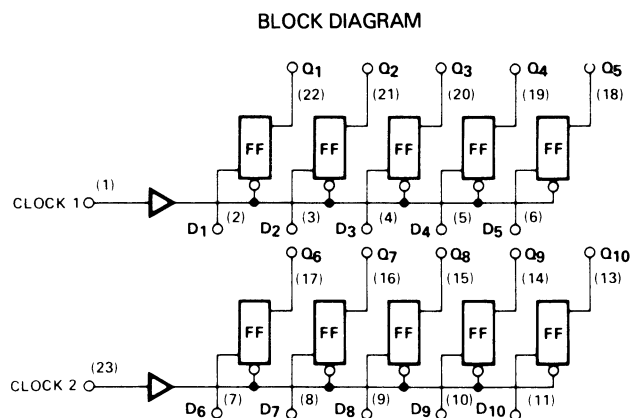 BLOCK DIAGRAM
Q1 Q2 Q3 Q4 Q5
(22) (21) (20) (19) (18)
FF FF FF FF FF
(1)
CLOCK 1
(2) (3) (4) (5) (6)
D1 D2 D3 D4 D5
Q6 Q7 Q8 Q9 Q10
(17) (16) (15) (14) (13)
FF FF FF FF FF
(23)
CLOCK 2
(7) (8) (9) (10) (11)
D6 D7 D8 D9 D10